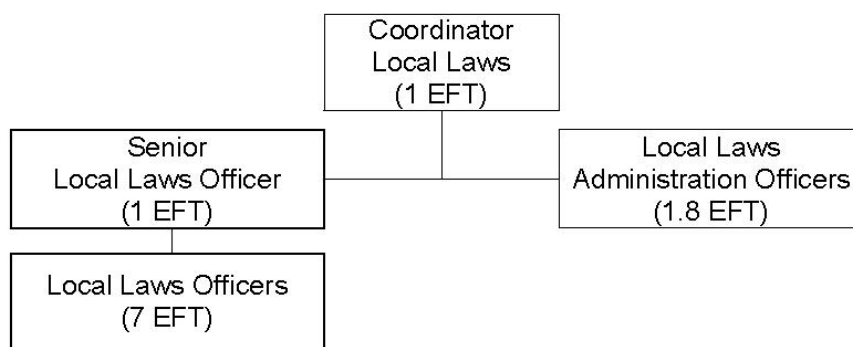 Coordinator
Local Laws
(1 EFT)
Senior
Local Laws Officer
(1 EFT)
Local Laws
Administration Officers
(1.8 EFT)
Local Laws Officers
(7 EFT)